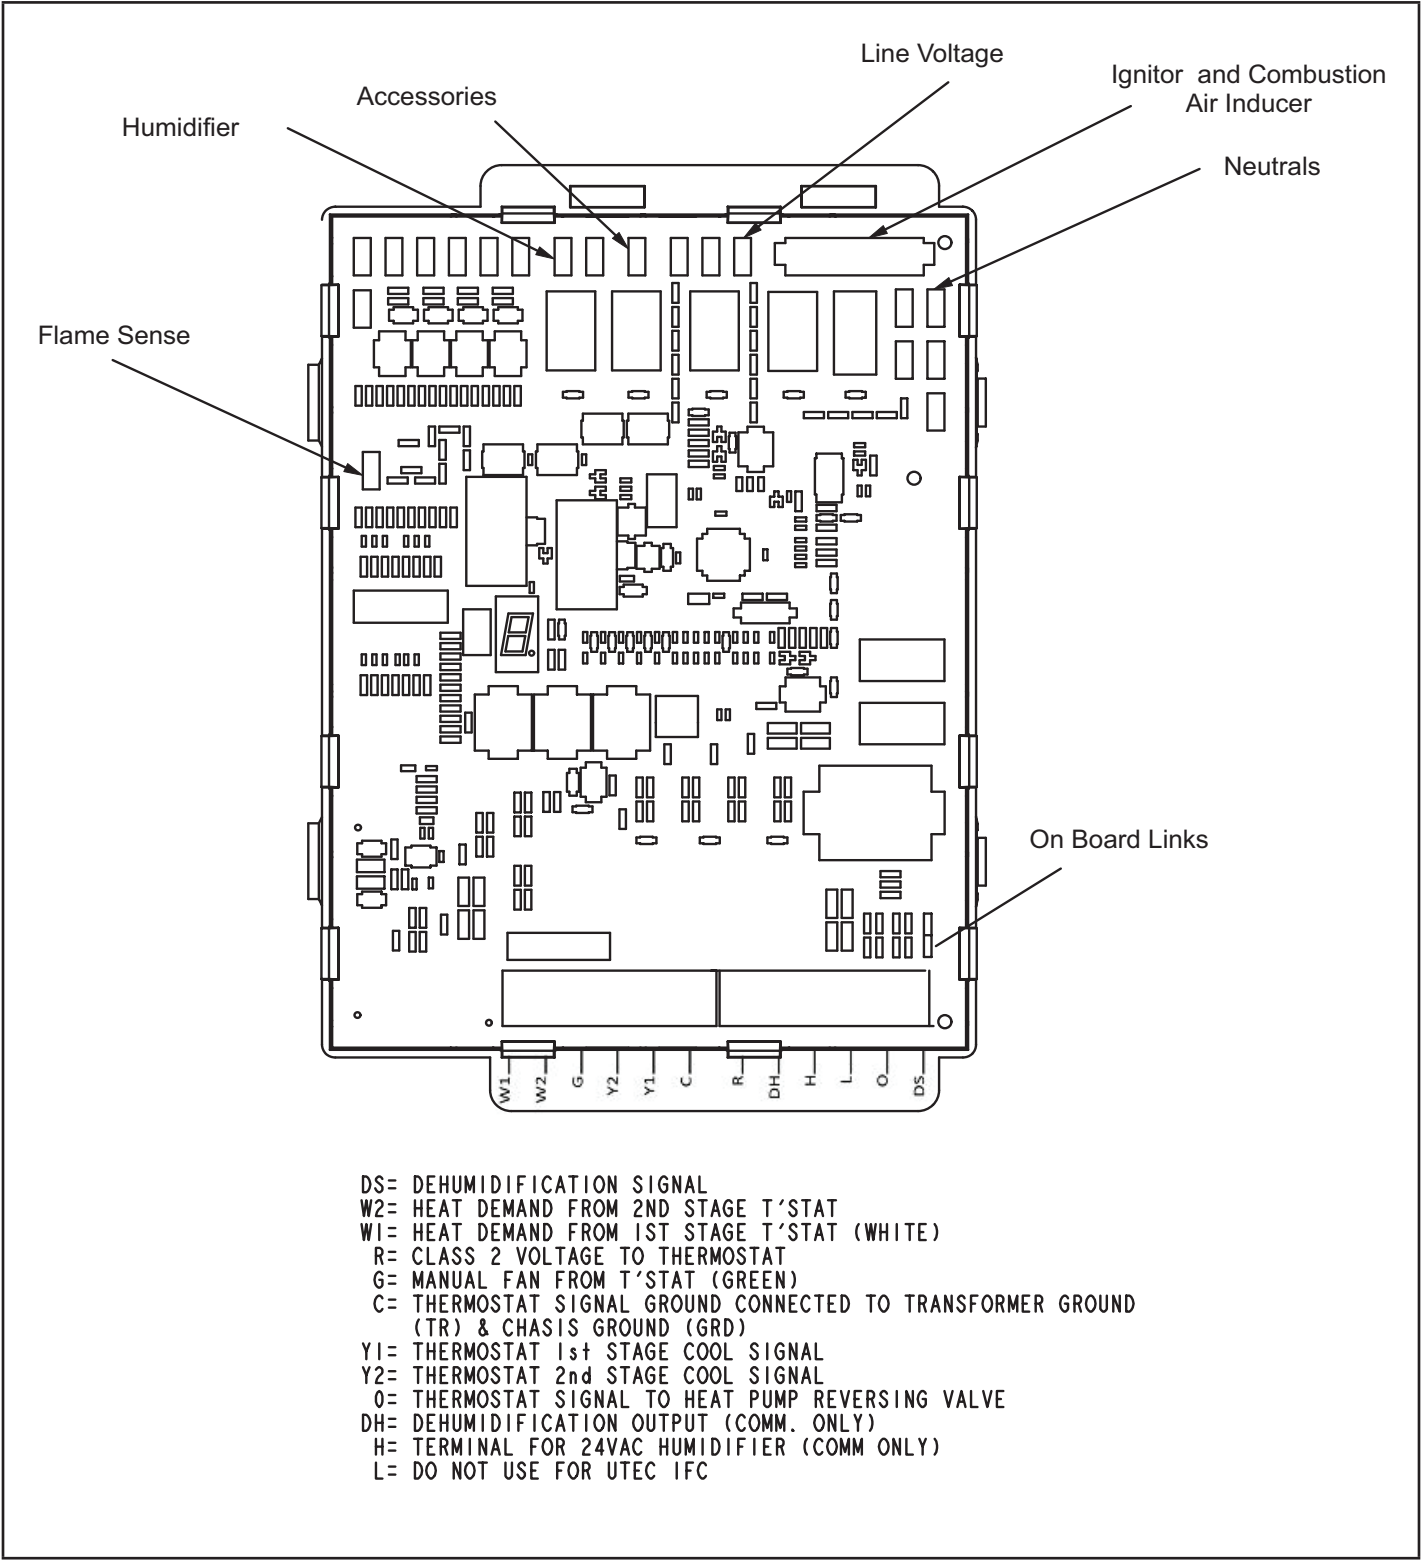 Line Voltage
Ignitor and Combustion
Air Inducer
Accessories
Humidifier
Neutrals
Flame Sense
On Board Links
W1
W2
G
Y2
Y1
C
R
DH
H
L
O
DS
DS= DEHUMIDIFICATION SIGNAL
W2= HEAT DEMAND FROM 2ND STAGE T'STAT
W1= HEAT DEMAND FROM 1ST STAGE T'STAT (WHITE)
R= CLASS 2 VOLTAGE TO THERMOSTAT
G= MANUAL FAN FROM T'STAT (GREEN)
C= THERMOSTAT SIGNAL GROUND CONNECTED TO TRANSFORMER GROUND
(TR) & CHASIS GROUND (GRD)
Y1= THERMOSTAT 1st STAGE COOL SIGNAL
Y2= THERMOSTAT 2nd STAGE COOL SIGNAL
O= THERMOSTAT SIGNAL TO HEAT PUMP REVERSING VALVE
DH= DEHUMIDIFICATION OUTPUT (COMM. ONLY)
H= TERMINAL FOR 24VAC HUMIDIFIER (COMM ONLY)
L= DO NOT USE FOR UTEC IFC